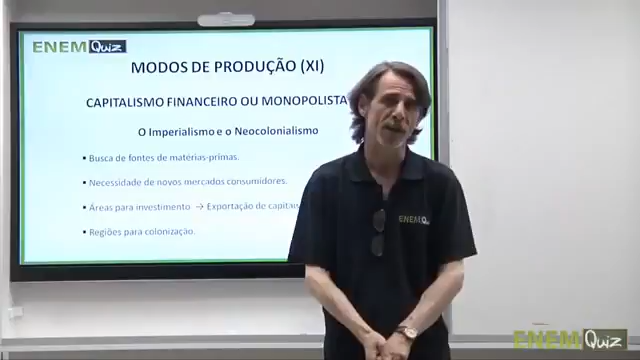 ENEM Quiz
MODOS DE PRODUÇÃO (XI)
CAPITALISMO FINANCEIRO OU MONOPOLISTA
O Imperialismo e o Neocolonialismo
▪ Busca de fontes de matérias-primas.
▪ Necessidade de novos mercados consumidores.
▪ Áreas para investimento → Exportação de capitais
▪ Regiões para colonização.
ENEM Quiz
ENEM Quiz